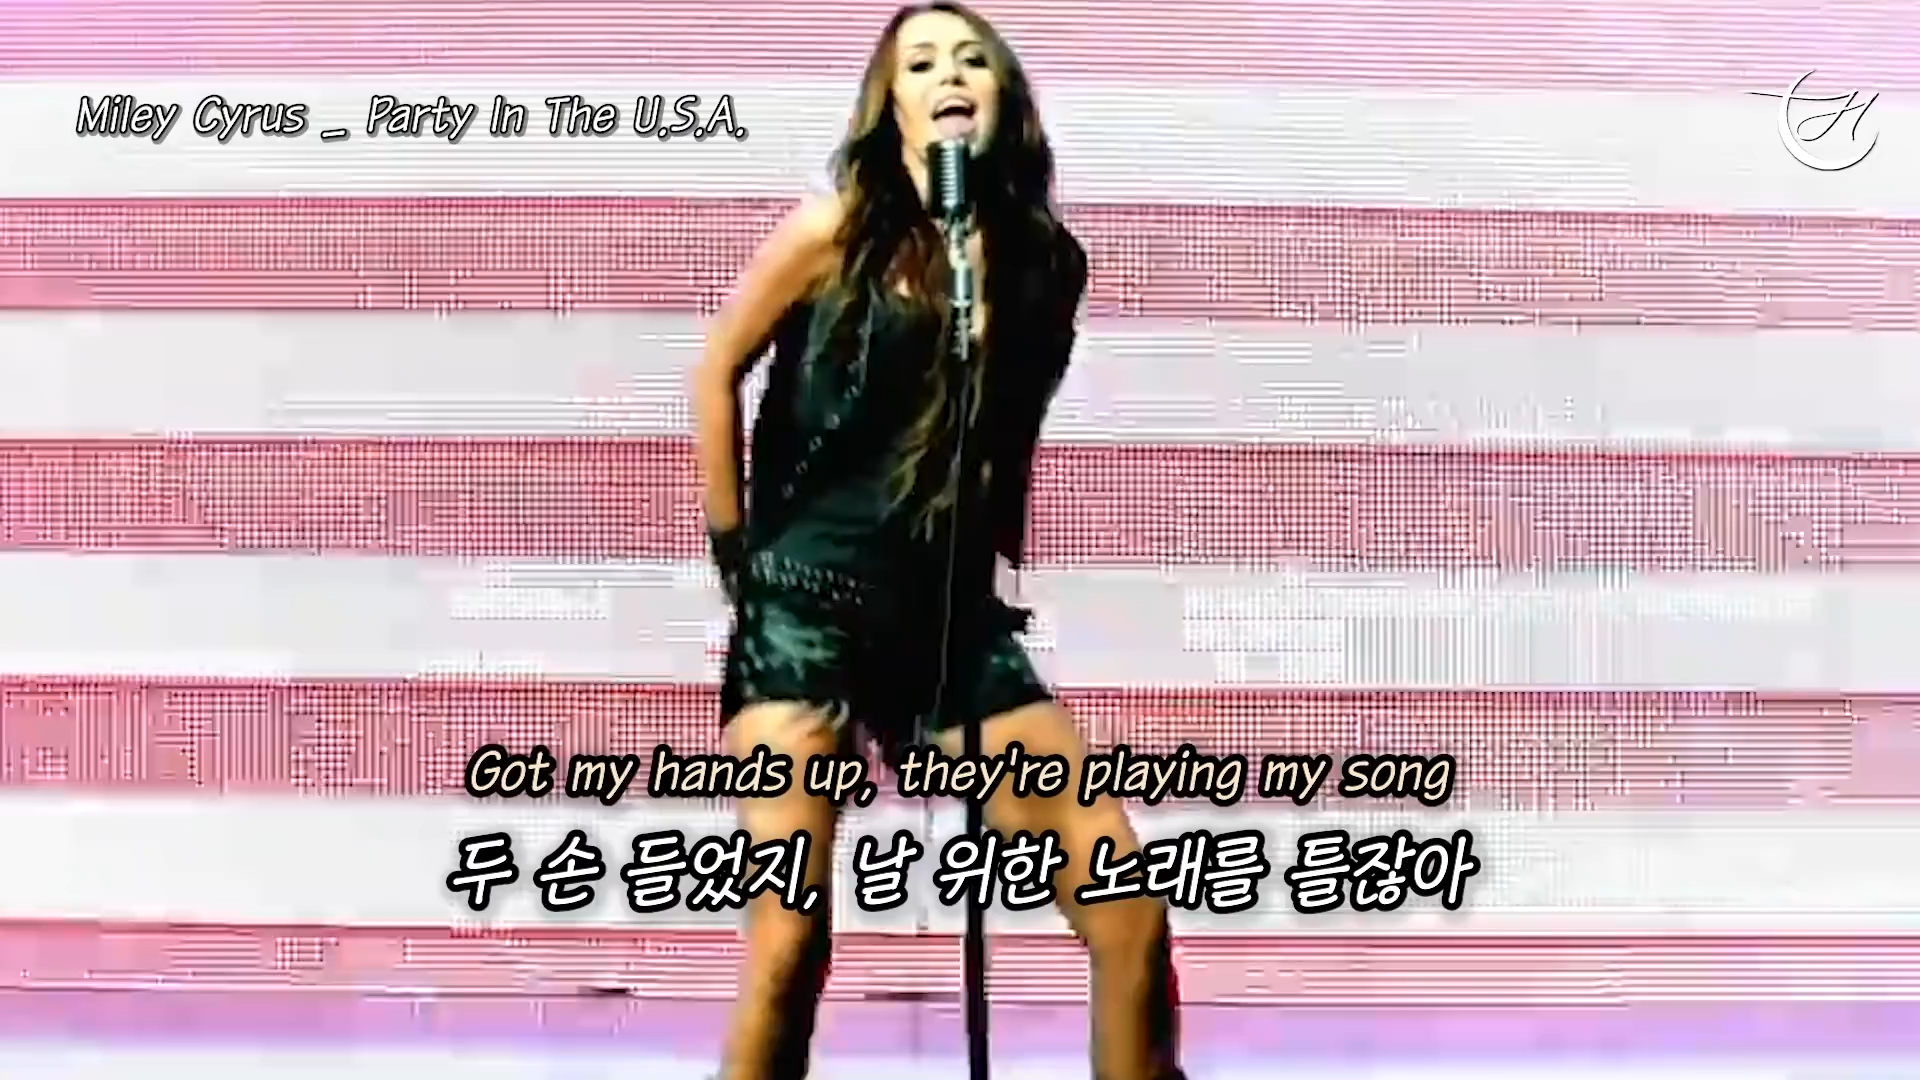 Miley Cyrus _ Party In The U.S.A.
H
Got my hands up, they're playing my song
두 손 들었지, 날 위한 노래를 틀잖아